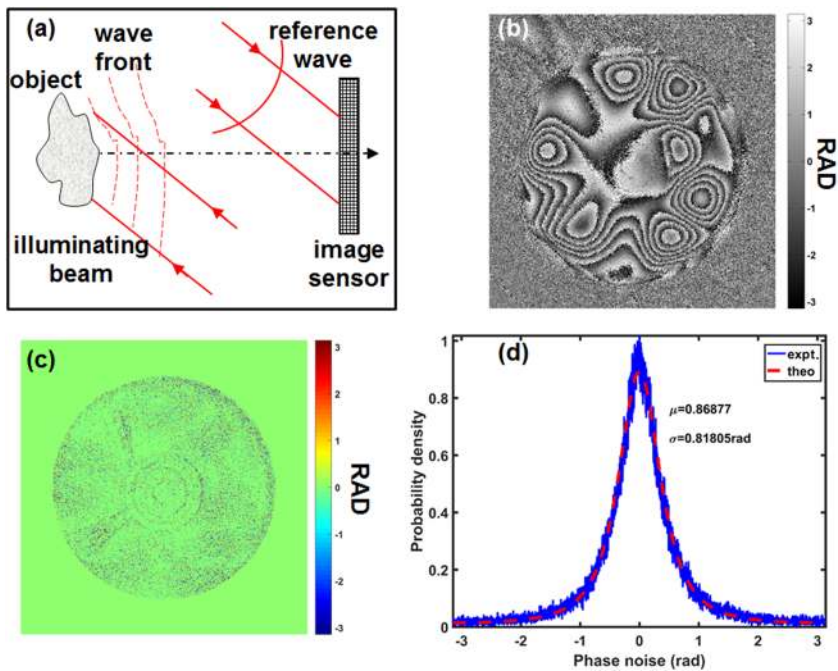 (a)
reference
wave
wave
front
object
illuminating
beam
image
sensor
(b)
3
2
1
0
-1
-2
-3
RAD
(c)
3
2
1
0
-1
-2
-3
RAD
(d)
expt.
theo
μ=0.86877
σ=0.81805rad
Probability density
1
0.8
0.6
0.4
0.2
0
-3 -2 -1 0 1 2 3
Phase noise (rad)